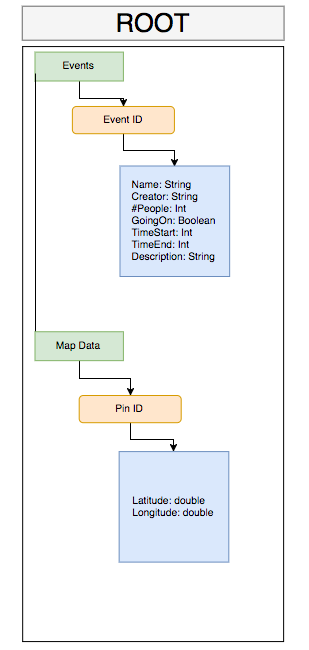 ROOT
Events
Event ID
Name: String
Creator: String
#People: Int
GoingOn: Boolean
TimeStart: Int
TimeEnd: Int
Description: String
Map Data
Pin ID
Latitude: double
Longitude: double